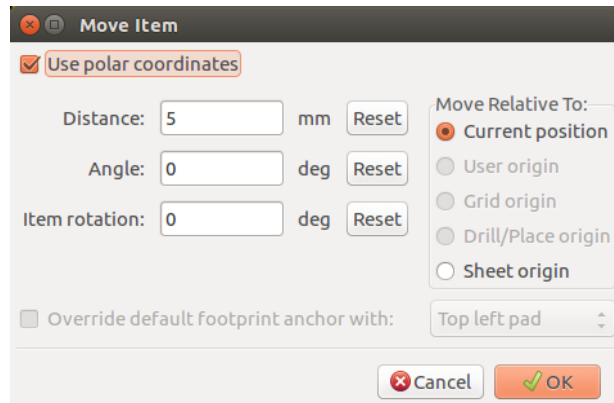 Move Item
Use polar coordinates
Distance: 5 mm Reset
Angle: 0 deg Reset
Item rotation: 0 deg Reset
Move Relative To:
Current position
User origin
Grid origin
Drill/Place origin
Sheet origin
Override default footprint anchor with: Top left pad
Cancel OK